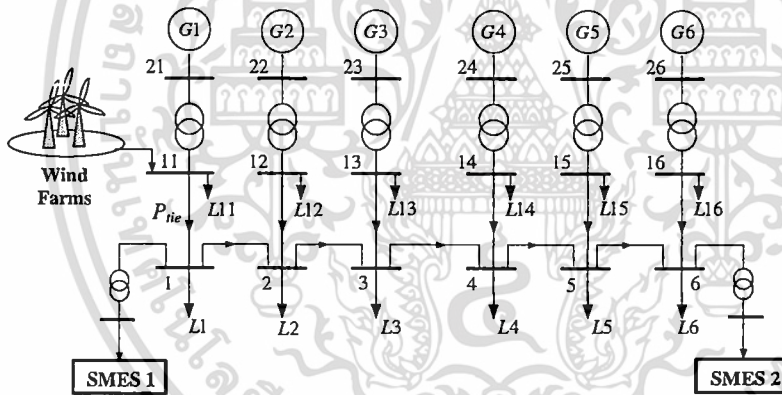 G1 G2 G3 G4 G5 G6
21 22 23 24 25 26
Wind
Farms
11 12 13 14 15 16
L11 L12 L13 L14 L15 L16
P_tie
1 2 3 4 5 6
L1 L2 L3 L4 L5 L6
SMES 1 SMES 2